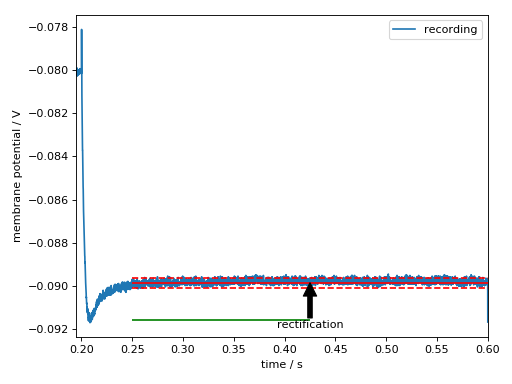 recording
−0.078
−0.080
−0.082
−0.084
−0.086
−0.088
−0.090
−0.092
membrane potential / V
rectification
0.20 0.25 0.30 0.35 0.40 0.45 0.50 0.55 0.60
time / s